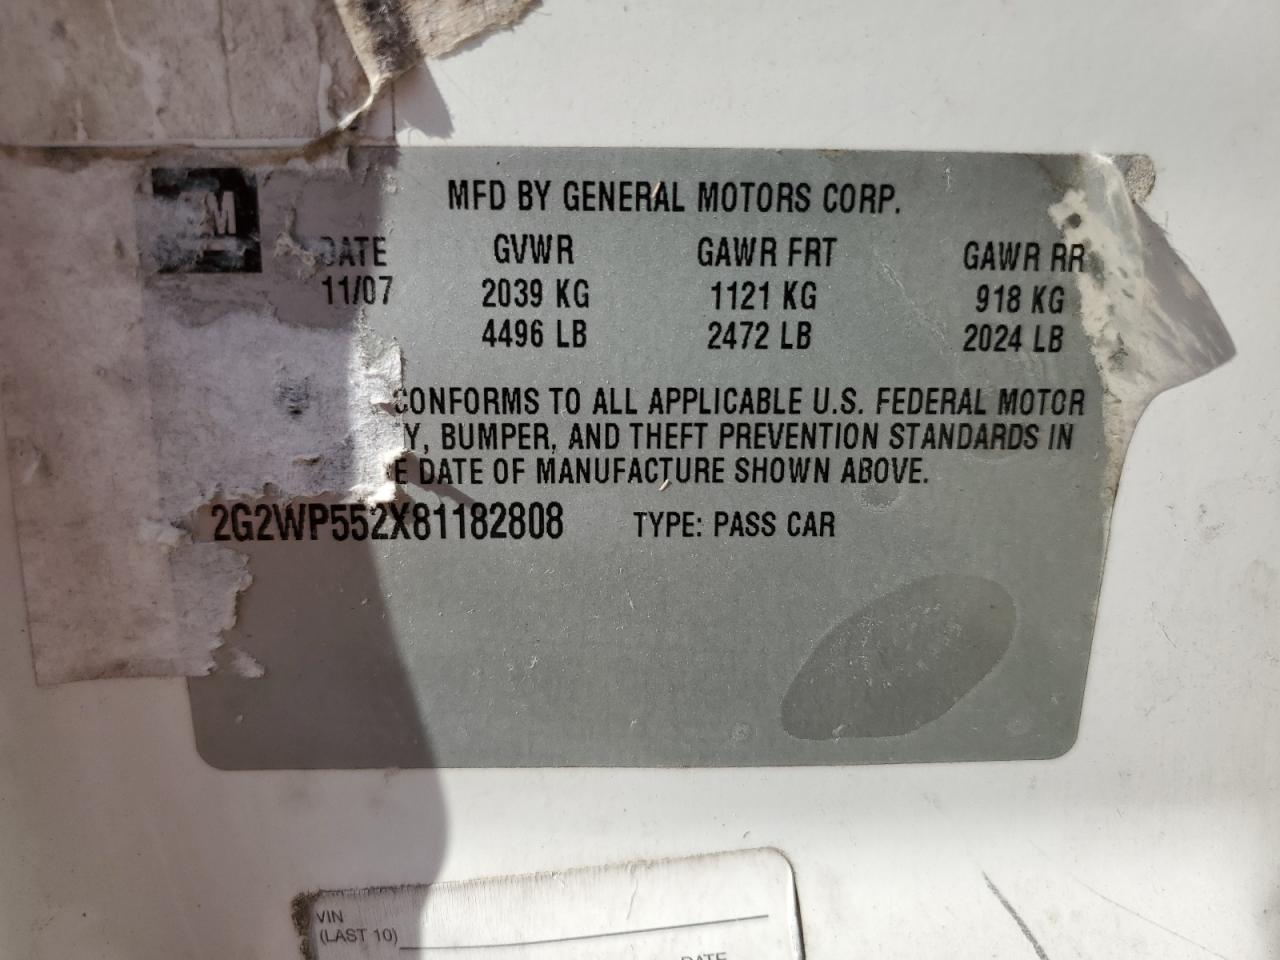 MFD BY GENERAL MOTORS CORP.
DATE GVWR GAWR FRT GAWR RR
11/07 2039 KG 1121 KG 918 KG
4496 LB 2472 LB 2024 LB
CONFORMS TO ALL APPLICABLE U.S. FEDERAL MOTOR
Y, BUMPER, AND THEFT PREVENTION STANDARDS IN
E DATE OF MANUFACTURE SHOWN ABOVE.
2G2WP552X81182808 TYPE: PASS CAR
VIN
(LAST 10)
DATE